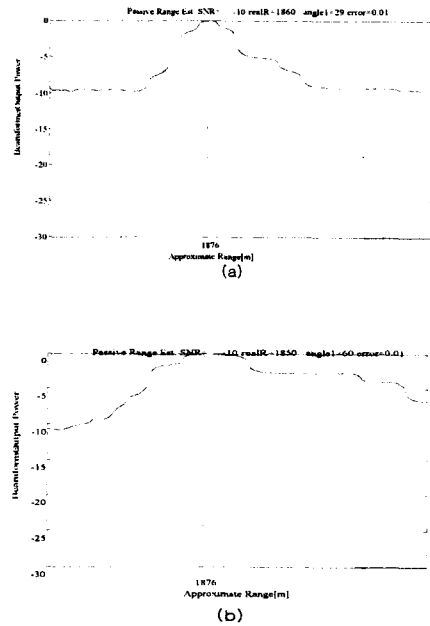 Passive Range Est. SNR= -10 realR=1860 angle1=29 error=0.01
0
-5
-10
-15
-20
-25
-30
Beamformer Output Power
1876
Approximate Range[m]
(a)
Passive Range Est. SNR= -10 realR=1850 angle1=60 error=0.01
0
-5
-10
-15
-20
-25
-30
Beamformer Output Power
1876
Approximate Range[m]
(b)